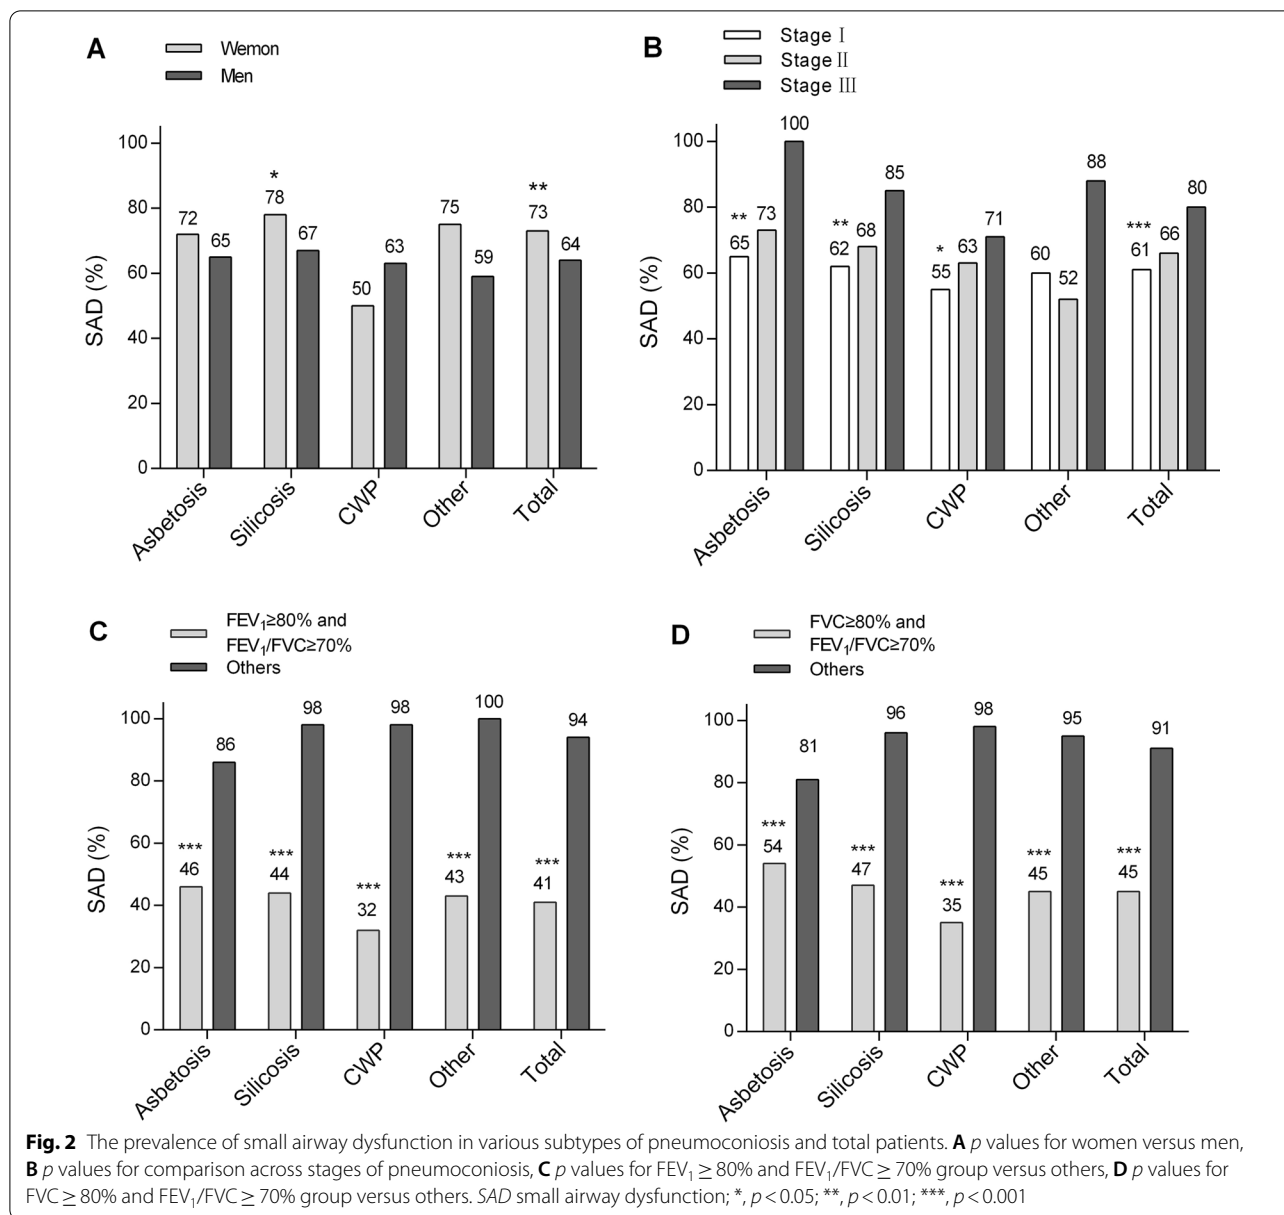 A
Wemon
Men
SAD (%)
100
80
60
40
20
0
72
65
*
78
67
50
63
75
59
**
73
64
Asbetosis
Silicosis
CWP
Other
Total
B
Stage Ⅰ
Stage Ⅱ
Stage Ⅲ
SAD (%)
100
80
60
40
20
0
**
65
73
100
**
62
68
85
*
55
63
71
60
52
88
***
61
66
80
Asbetosis
Silicosis
CWP
Other
Total
C
FEV₁≥80% and
FEV₁/FVC≥70%
Others
SAD (%)
100
80
60
40
20
0
***
46
86
***
44
98
***
32
98
***
43
100
***
41
94
Asbetosis
Silicosis
CWP
Other
Total
D
FVC≥80% and
FEV₁/FVC≥70%
Others
SAD (%)
100
80
60
40
20
0
***
54
81
***
47
96
***
35
98
***
45
95
***
45
91
Asbetosis
Silicosis
CWP
Other
Total
Fig. 2 The prevalence of small airway dysfunction in various subtypes of pneumoconiosis and total patients. A p values for women versus men,
B p values for comparison across stages of pneumoconiosis, C p values for FEV₁ ≥ 80% and FEV₁/FVC ≥ 70% group versus others, D p values for
FVC ≥ 80% and FEV₁/FVC ≥ 70% group versus others. SAD small airway dysfunction; *, p < 0.05; **, p < 0.01; ***, p < 0.001